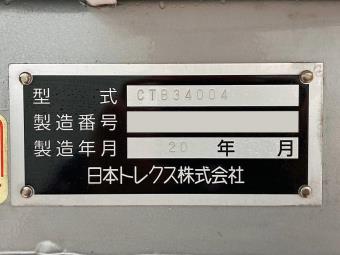 型式 CTB34004
製造番号
製造年月 20 年 月
日本トレクス株式会社